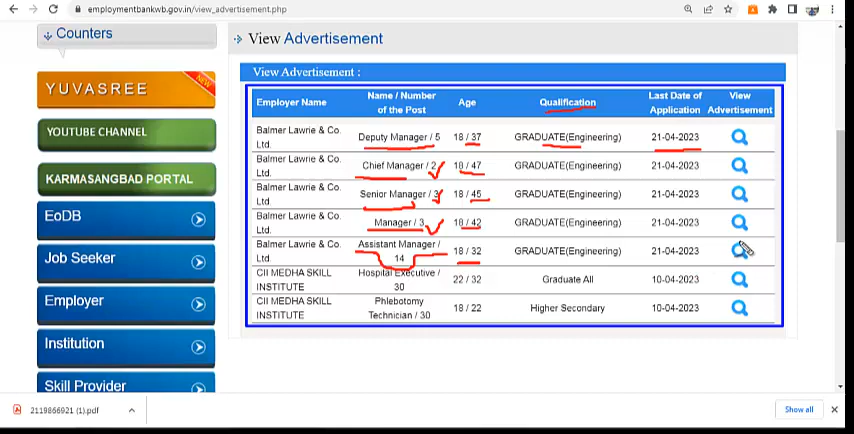 employmentbankwb.gov.in/view_advertisement.php
Counters
View Advertisement
YUVASREE
NEW
YOUTUBE CHANNEL
KARMASANGBAD PORTAL
EoDB
Job Seeker
Employer
Institution
Skill Provider
View Advertisement :
Employer Name
Name / Number of the Post
Age
Qualification
Last Date of Application
View Advertisement
Balmer Lawrie & Co. Ltd.
Deputy Manager / 5
18 / 37
GRADUATE(Engineering)
21-04-2023
Balmer Lawrie & Co. Ltd.
Chief Manager / 2
18 / 47
GRADUATE(Engineering)
21-04-2023
Balmer Lawrie & Co. Ltd.
Senior Manager / 3
18 / 45
GRADUATE(Engineering)
21-04-2023
Balmer Lawrie & Co. Ltd.
Manager / 3
18 / 42
GRADUATE(Engineering)
21-04-2023
Balmer Lawrie & Co. Ltd.
Assistant Manager / 14
18 / 32
GRADUATE(Engineering)
21-04-2023
CII MEDHA SKILL INSTITUTE
Hospital Executive / 30
22 / 32
Graduate All
10-04-2023
CII MEDHA SKILL INSTITUTE
Phlebotomy Technician / 30
18 / 22
Higher Secondary
10-04-2023
2119866921 (1).pdf
Show all